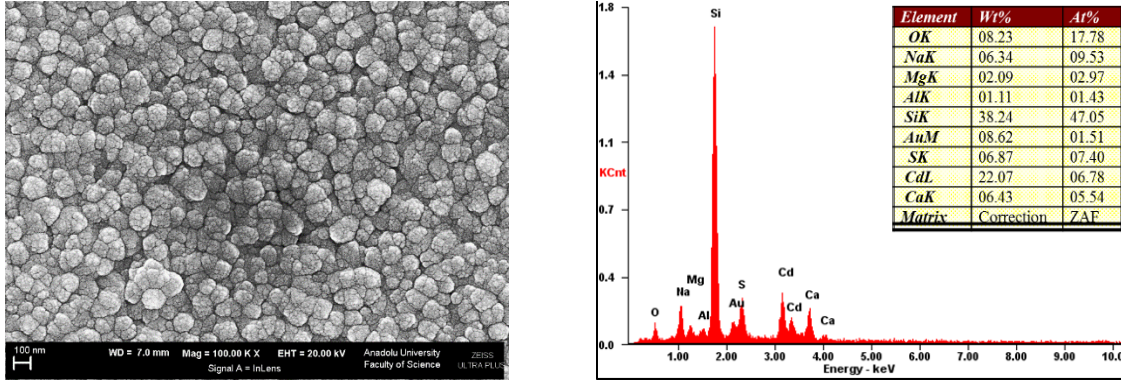 100 nm
WD = 7.0 mm Mag = 100.00 K X EHT = 20.00 kV
Signal A = InLens
Anadolu University
Faculty of Science
ZEISS
ULTRA PLUS
1.8
1.4
1.1
KCnt
0.7
0.4
0.0
O
Na
Mg
Al
Si
Au
S
Cd
Cd
Ca
Ca
1.00 2.00 3.00 4.00 5.00 6.00 7.00 8.00 9.00 10.0
Energy - keV
Element Wt% At%
OK 08.23 17.78
NaK 06.34 09.53
MgK 02.09 02.97
AlK 01.11 01.43
SiK 38.24 47.05
AuM 08.62 01.51
SK 06.87 07.40
CdL 22.07 06.78
CaK 06.43 05.54
Matrix Correction ZAF